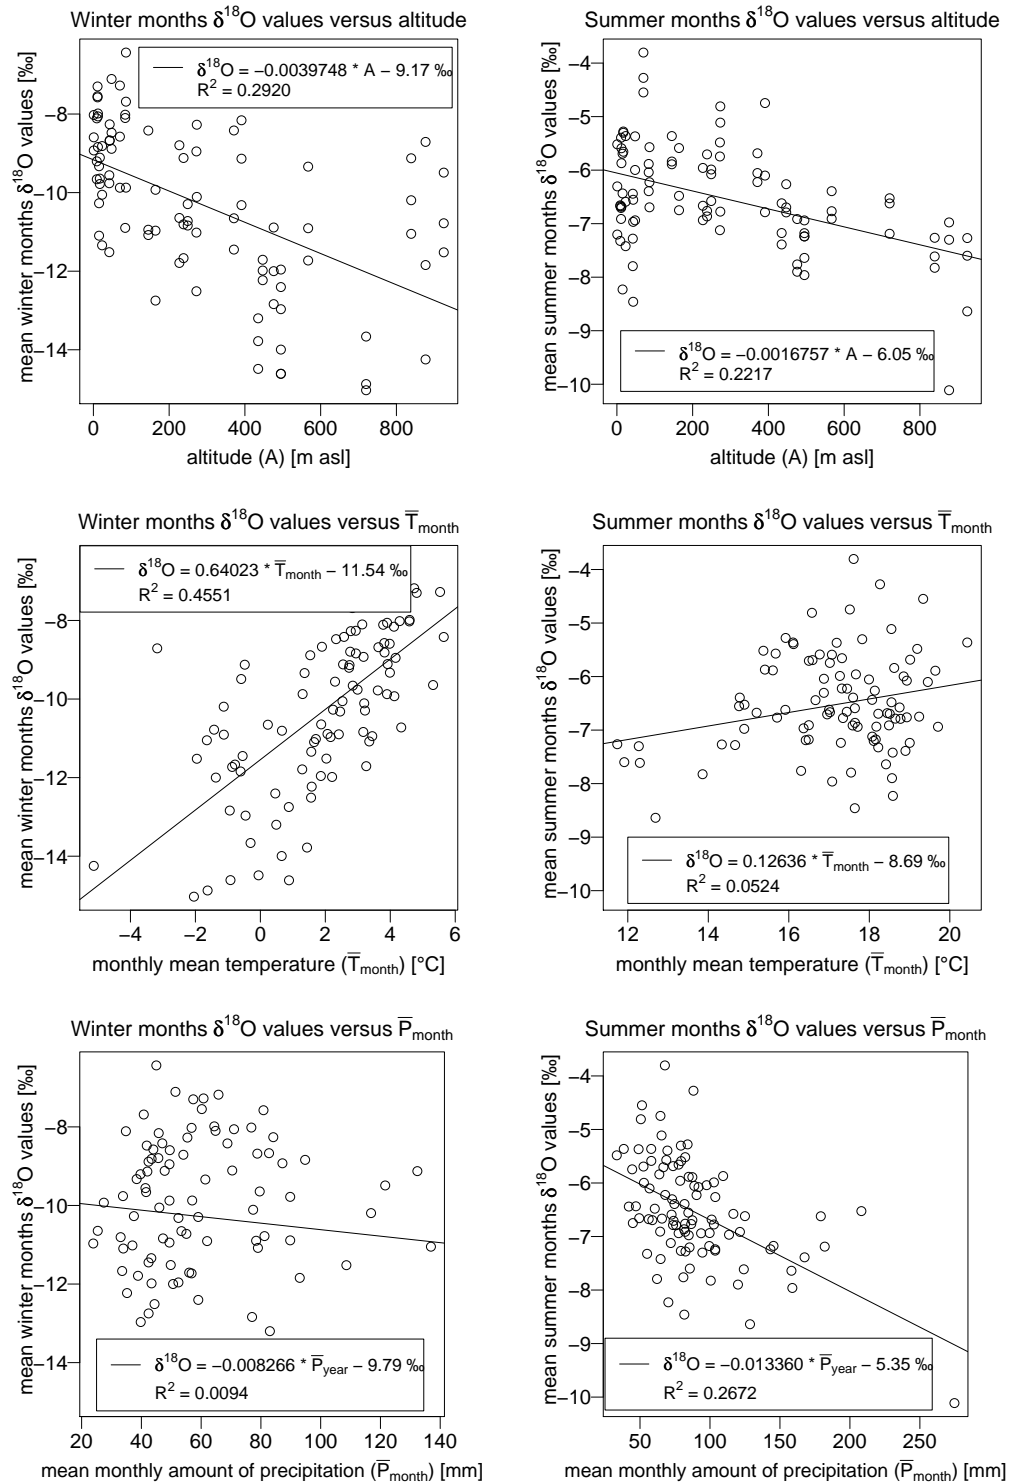 Winter months δ¹⁸O values versus altitude
mean winter months δ¹⁸O values [‰]
−8
−10
−12
−14
δ¹⁸O = −0.0039748 * A − 9.17 ‰
R² = 0.2920
0 200 400 600 800
altitude (A) [m asl]
Summer months δ¹⁸O values versus altitude
mean summer months δ¹⁸O values [‰]
−4
−5
−6
−7
−8
−9
−10
δ¹⁸O = −0.0016757 * A − 6.05 ‰
R² = 0.2217
0 200 400 600 800
altitude (A) [m asl]
Winter months δ¹⁸O values versus T̅month
mean winter months δ¹⁸O values [‰]
δ¹⁸O = 0.64023 * T̅month − 11.54 ‰
R² = 0.4551
−8
−10
−12
−14
−4 −2 0 2 4 6
monthly mean temperature (T̅month) [°C]
Summer months δ¹⁸O values versus T̅month
mean summer months δ¹⁸O values [‰]
−4
−5
−6
−7
−8
−9
−10
δ¹⁸O = 0.12636 * T̅month − 8.69 ‰
R² = 0.0524
12 14 16 18 20
monthly mean temperature (T̅month) [°C]
Winter months δ¹⁸O values versus P̅month
mean winter months δ¹⁸O values [‰]
−8
−10
−12
−14
δ¹⁸O = −0.008266 * P̅year − 9.79 ‰
R² = 0.0094
20 40 60 80 100 120 140
mean monthly amount of precipitation (P̅month) [mm]
Summer months δ¹⁸O values versus P̅month
mean summer months δ¹⁸O values [‰]
−4
−5
−6
−7
−8
−9
−10
δ¹⁸O = −0.013360 * P̅year − 5.35 ‰
R² = 0.2672
50 100 150 200 250
mean monthly amount of precipitation (P̅month) [mm]